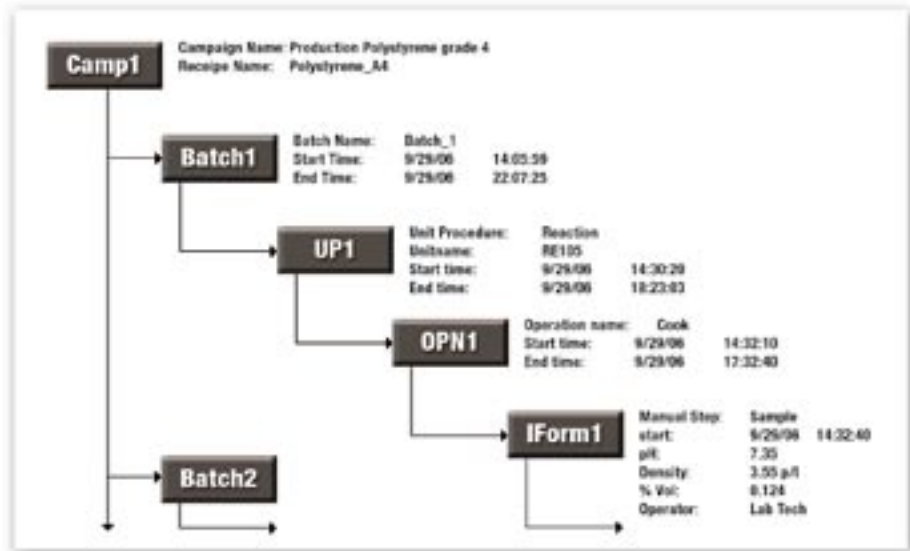 Camp1
Campaign Name: Production Polystyrene grade 4
Receipe Name: Polystyrene_A4
Batch1
Batch Name: Batch_1
Start Time: 9/29/06 14:05:59
End Time: 9/29/06 22:07:25
UP1
Unit Procedure: Reaction
Unitname: RE105
Start time: 9/29/06 14:30:20
End time: 9/29/06 18:23:03
OPN1
Operation name: Cook
Start time: 9/29/06 14:32:10
End time: 9/29/06 17:32:40
IForm1
Manual Step: Sample
start: 9/29/06 14:32:40
pH: 7.35
Density: 3.55 p/l
% Vol: 0.124
Operator: Lab Tech
Batch2